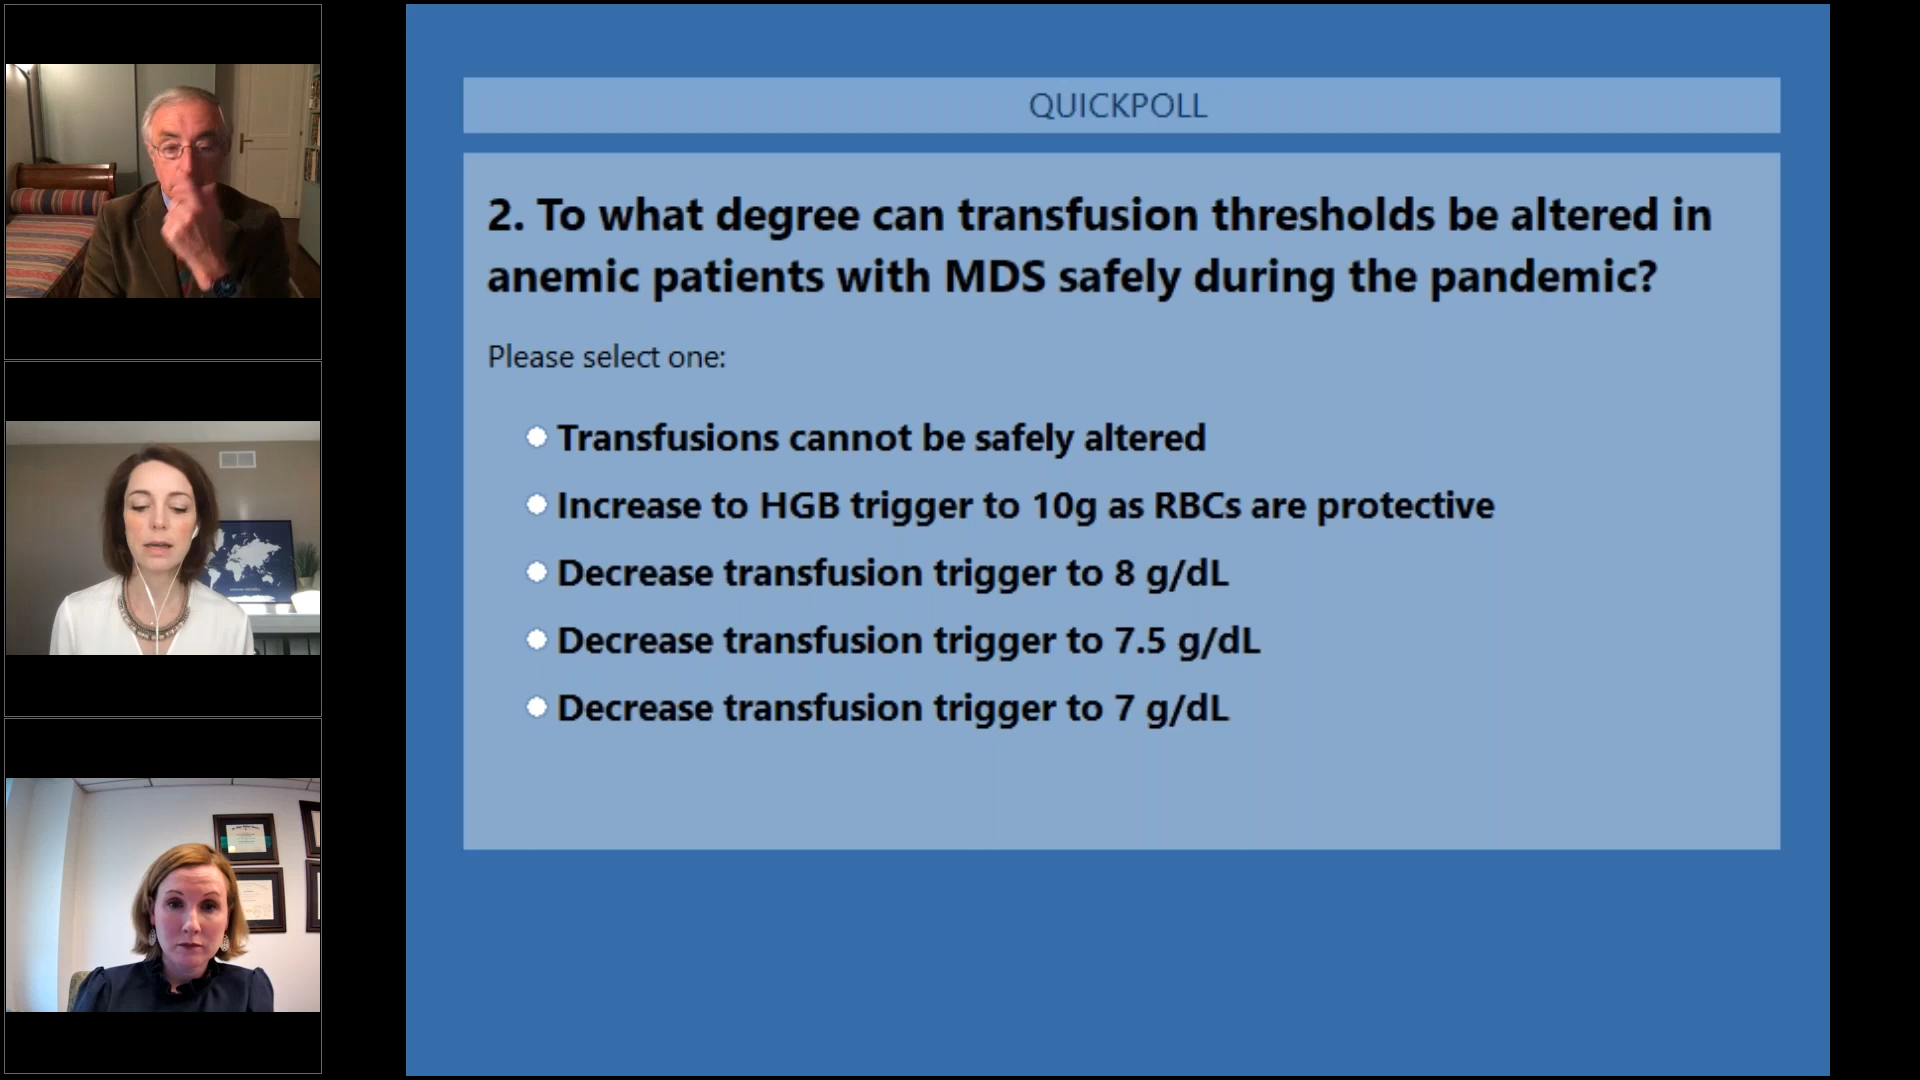 QUICKPOLL
2. To what degree can transfusion thresholds be altered in
anemic patients with MDS safely during the pandemic?
Please select one:
Transfusions cannot be safely altered
Increase to HGB trigger to 10g as RBCs are protective
Decrease transfusion trigger to 8 g/dL
Decrease transfusion trigger to 7.5 g/dL
Decrease transfusion trigger to 7 g/dL